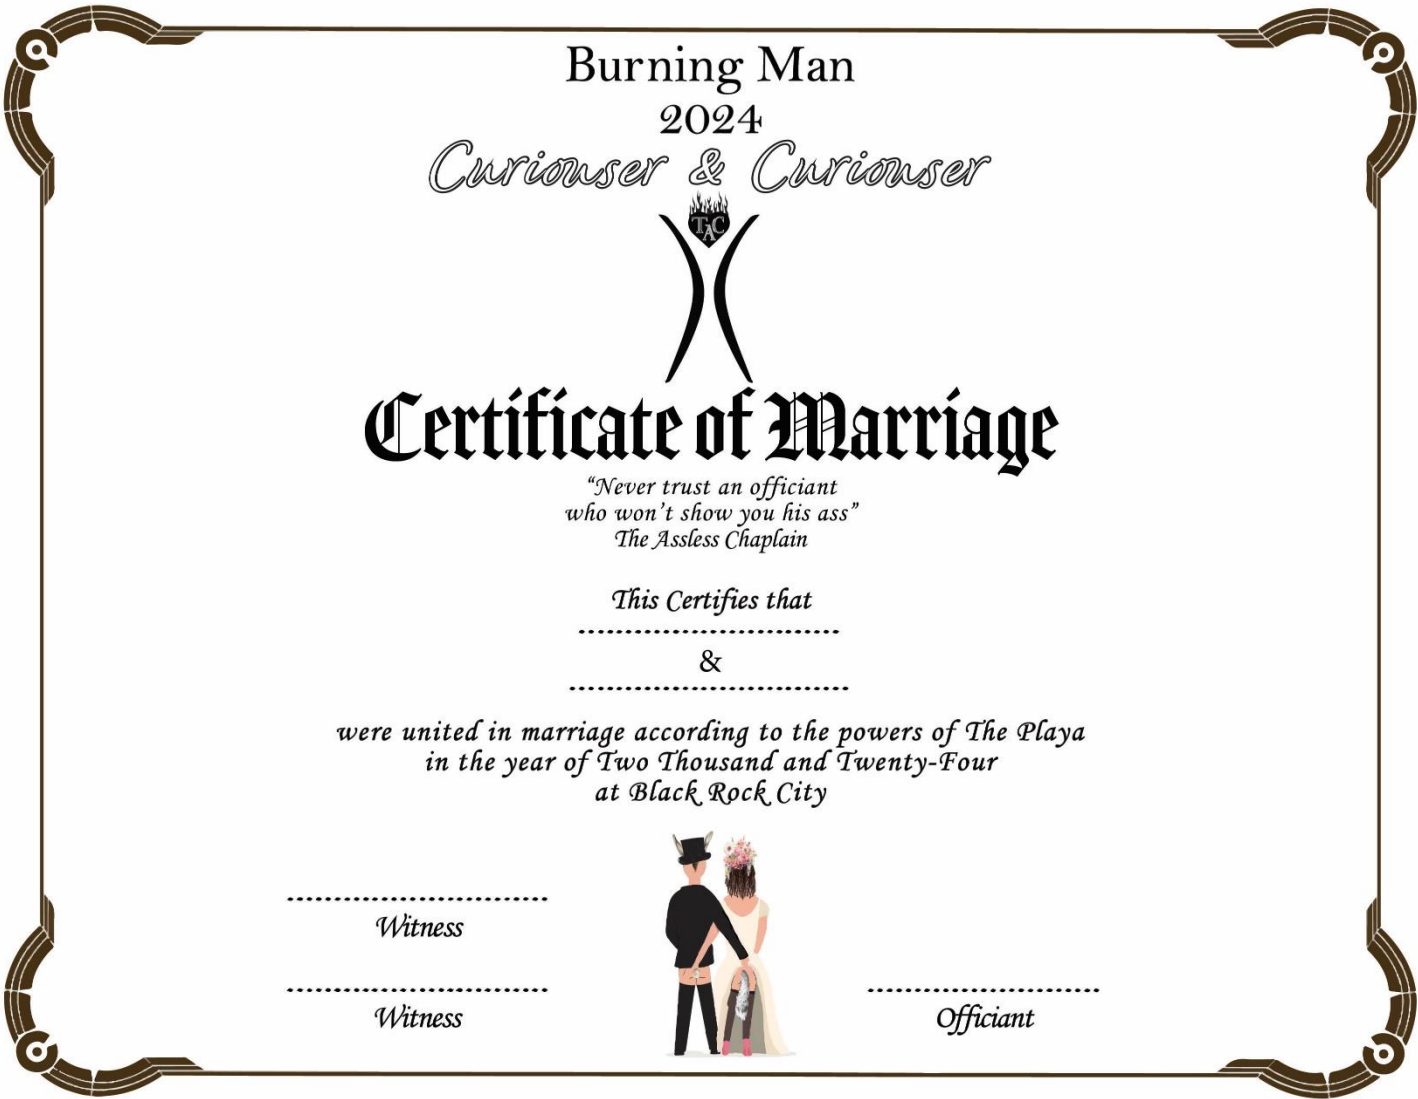 Burning Man
2024
Curiouser & Curiouser
TAC
Certificate of Marriage
“Never trust an officiant
who won’t show you his ass”
The Assless Chaplain
This Certifies that
&
were united in marriage according to the powers of The Playa
in the year of Two Thousand and Twenty-Four
at Black Rock City
Witness
Witness
Officiant